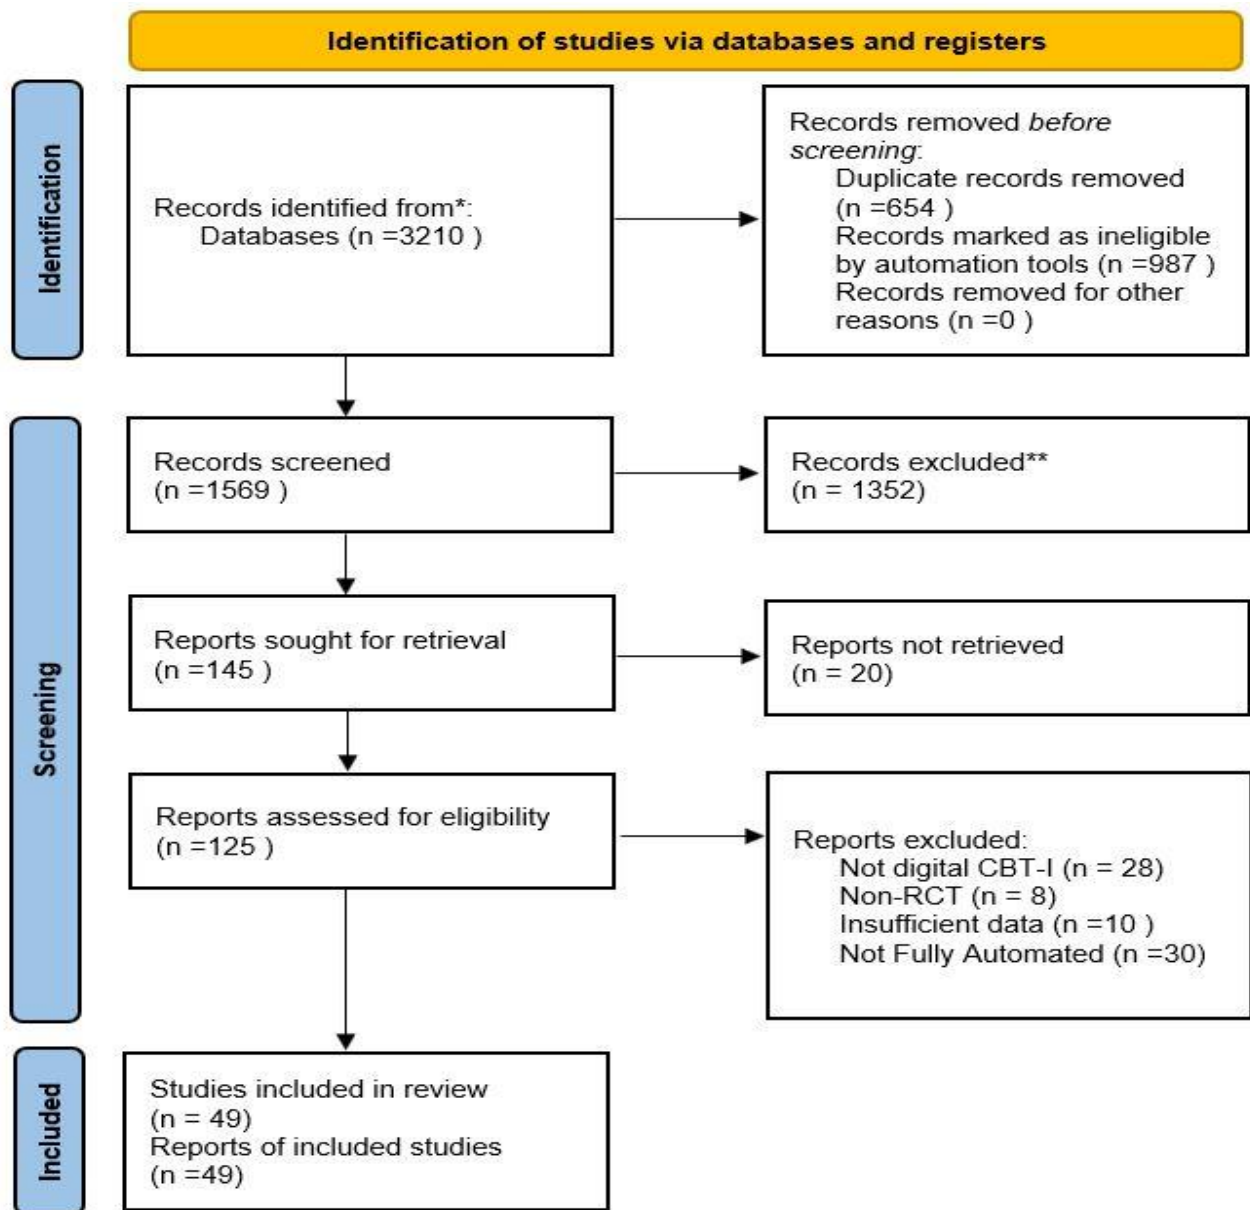 Identification of studies via databases and registers
Identification
Records identified from*:
Databases (n =3210 )
Records removed before
screening:
Duplicate records removed
(n =654 )
Records marked as ineligible
by automation tools (n =987 )
Records removed for other
reasons (n =0 )
Screening
Records screened
(n =1569 )
Records excluded**
(n = 1352)
Reports sought for retrieval
(n =145 )
Reports not retrieved
(n = 20)
Reports assessed for eligibility
(n =125 )
Reports excluded:
Not digital CBT-I (n = 28)
Non-RCT (n = 8)
Insufficient data (n =10 )
Not Fully Automated (n =30)
Included
Studies included in review
(n = 49)
Reports of included studies
(n =49)